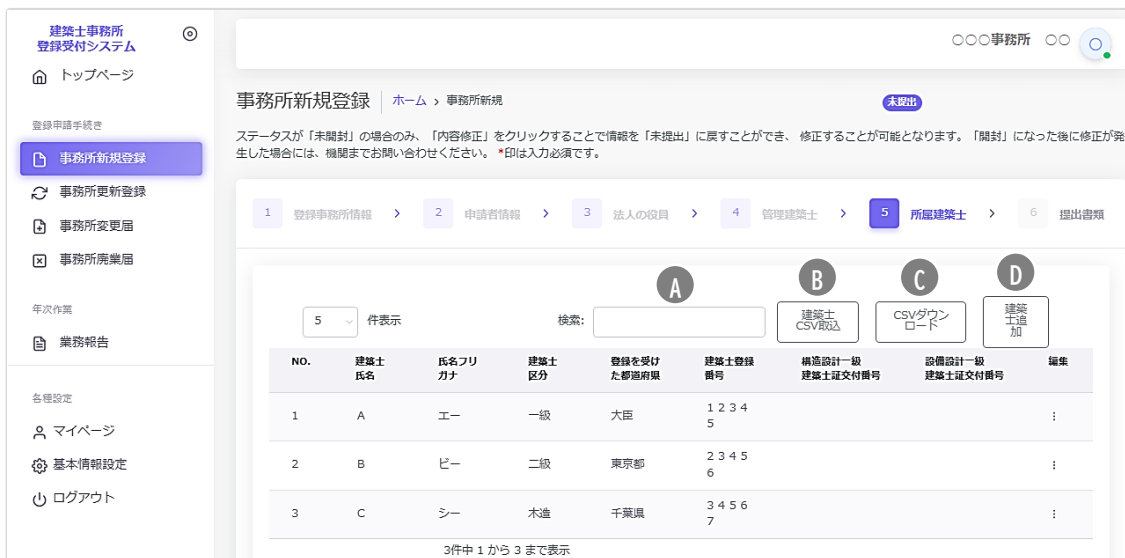 建築士事務所
登録受付システム
トップページ
登録申請手続き
事務所新規登録
事務所更新登録
事務所変更届
事務所廃業届
年次作業
業務報告
各種設定
マイページ
基本情報設定
ログアウト
○○○事務所 ○○ ○
事務所新規登録 ホーム › 事務所新規 未提出
ステータスが「未開封」の場合のみ、「内容修正」をクリックすることで情報を「未提出」に戻すことができ、 修正することが可能となります。「開封」になった後に修正が発
生した場合には、機関までお問い合わせください。 *印は入力必須です。
1 登録事務所情報 › 2 申請者情報 › 3 法人の役員 › 4 管理建築士 › 5 所属建築士 › 6 提出書類
A B C D
5 件表示 検索: 建築士 CSVダウン 建築
CSV取込 ロード 士追
加
NO. 建築士 氏名フリ 建築士 登録を受け 建築士登録 構造設計一級 設備設計一級 編集
氏名 ガナ 区分 た都道府県 番号 建築士証交付番号 建築士証交付番号
1 A エー 一級 大臣 1 2 3 4
5
2 B ビー 二級 東京都 2 3 4 5
6
3 C シー 木造 千葉県 3 4 5 6
7
3件中 1 から 3 まで表示